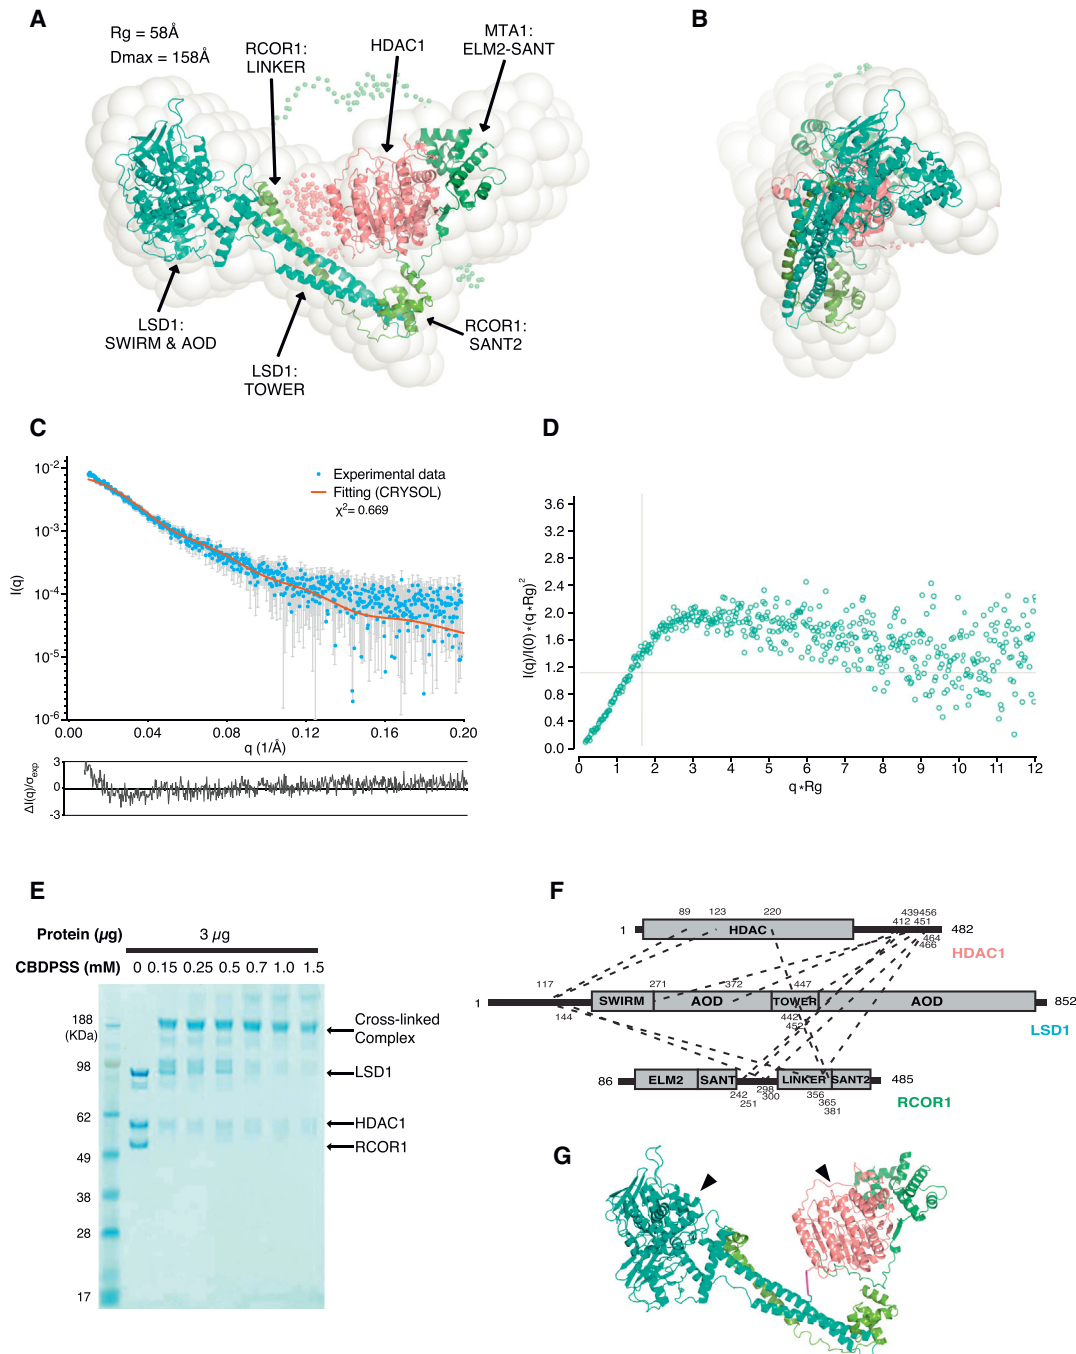 A
Rg = 58Å
Dmax = 158Å
RCOR1:
LINKER
HDAC1
MTA1:
ELM2-SANT
LSD1:
SWIRM & AOD
LSD1:
TOWER
RCOR1:
SANT2
B
C
Experimental data
Fitting (CRYSOL)
χ²= 0.669
I(q)
10⁻²
10⁻³
10⁻⁴
10⁻⁵
10⁻⁶
0.00 0.04 0.08 0.12 0.16 0.20
q (1/Å)
ΔI(q)/σexp
3
0
-3
D
I(q)/I(0)⋆(q⋆Rg)²
3.6
3.2
2.8
2.4
2.0
1.6
1.2
0.8
0.4
0.0
0 1 2 3 4 5 6 7 8 9 10 11 12
q⋆Rg
E
Protein (μg) 3 μg
CBDPSS (mM) 0 0.15 0.25 0.5 0.7 1.0 1.5
188
(KDa)
98
62
49
38
28
17
Cross-linked
Complex
LSD1
HDAC1
RCOR1
F
89 123 220 439 456
412 451
1 HDAC 482
464
466
HDAC1
117 271 372 447
1 SWIRM AOD TOWER AOD 852
144 442
452
LSD1
86 ELM2 SANT LINKER SANT2 485
242 298 356
251 300 365
381
RCOR1
G